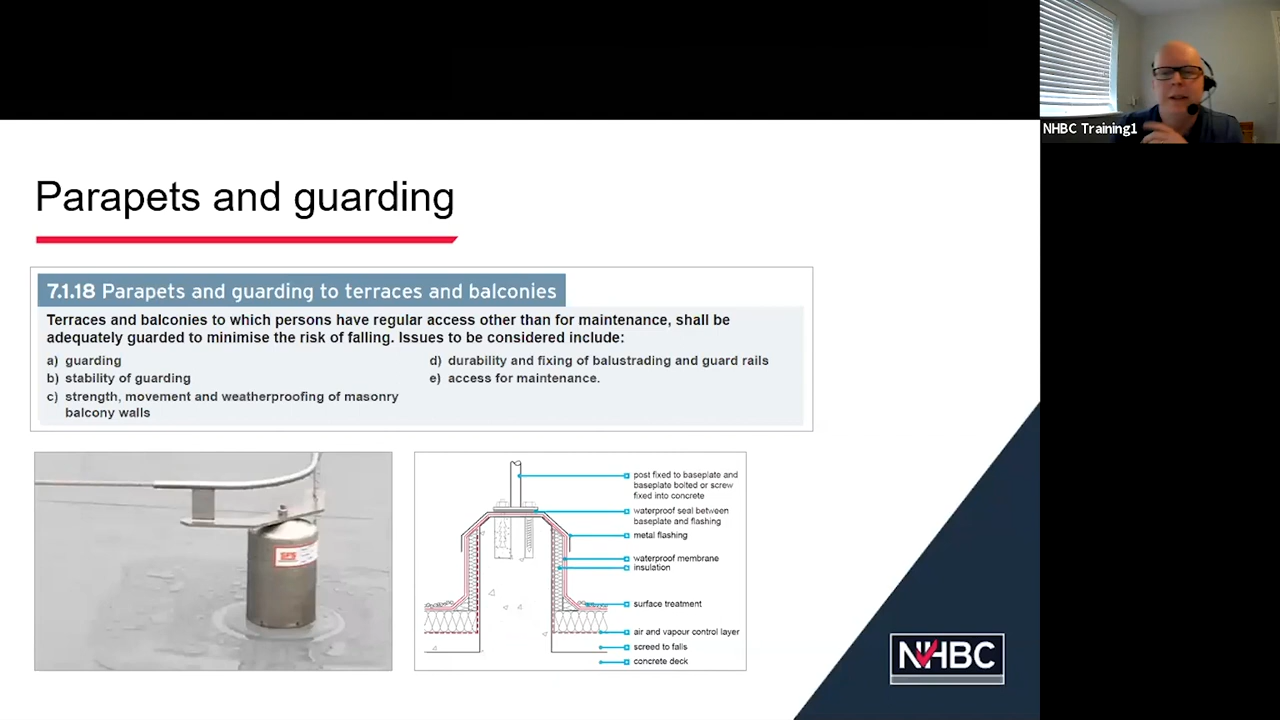 NHBC Training1
Parapets and guarding
7.1.18 Parapets and guarding to terraces and balconies
Terraces and balconies to which persons have regular access other than for maintenance, shall be
adequately guarded to minimise the risk of falling. Issues to be considered include:
a) guarding
b) stability of guarding
c) strength, movement and weatherproofing of masonry
balcony walls
d) durability and fixing of balustrading and guard rails
e) access for maintenance.
post fixed to baseplate and
baseplate bolted or screw
fixed into concrete
waterproof seal between
baseplate and flashing
metal flashing
waterproof membrane
insulation
surface treatment
air and vapour control layer
screed to falls
concrete deck
NHBC